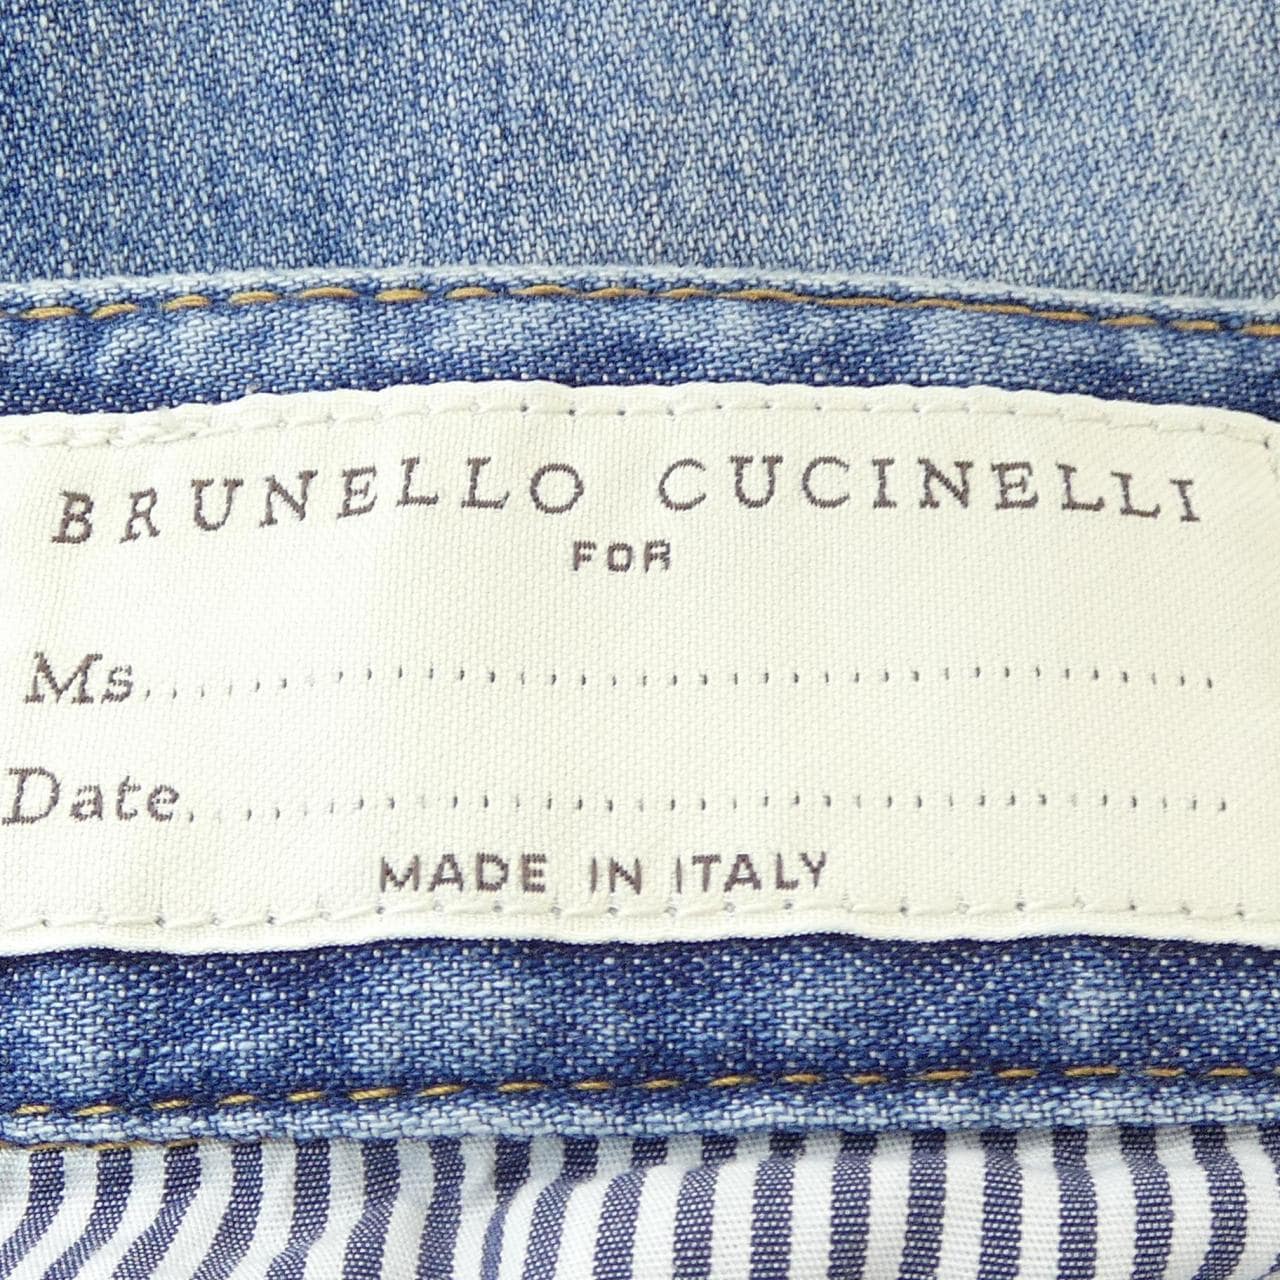 BRUNELLO CUCINELLI
FOR
Ms......................................
Date......................................
MADE IN ITALY